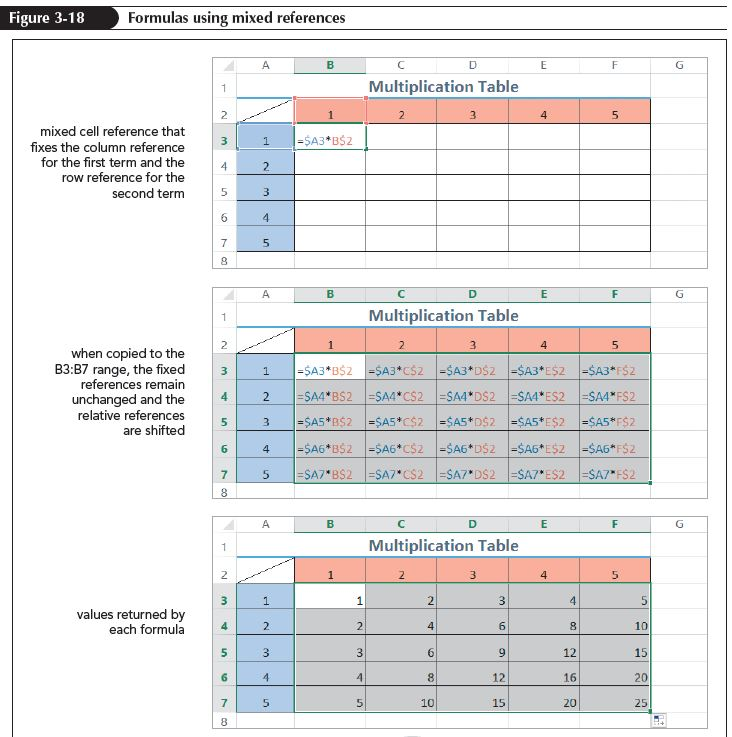 Figure 3-18 Formulas using mixed references
A B C D E F G
1 Multiplication Table
2 1 2 3 4 5
mixed cell reference that
fixes the column reference
for the first term and the
row reference for the
second term
3 1 =$A3*B$2
4 2
5 3
6 4
7 5
8
A B C D E F G
1 Multiplication Table
2 1 2 3 4 5
when copied to the
B3:B7 range, the fixed
references remain
unchanged and the
relative references
are shifted
3 1 =$A3*B$2 =$A3*C$2 =$A3*D$2 =$A3*E$2 =$A3*F$2
4 2 =$A4*B$2 =$A4*C$2 =$A4*D$2 =$A4*E$2 =$A4*F$2
5 3 =$A5*B$2 =$A5*C$2 =$A5*D$2 =$A5*E$2 =$A5*F$2
6 4 =$A6*B$2 =$A6*C$2 =$A6*D$2 =$A6*E$2 =$A6*F$2
7 5 =$A7*B$2 =$A7*C$2 =$A7*D$2 =$A7*E$2 =$A7*F$2
8
A B C D E F G
1 Multiplication Table
2 1 2 3 4 5
values returned by
each formula
3 1 1 2 3 4 5
4 2 2 4 6 8 10
5 3 3 6 9 12 15
6 4 4 8 12 16 20
7 5 5 10 15 20 25
8